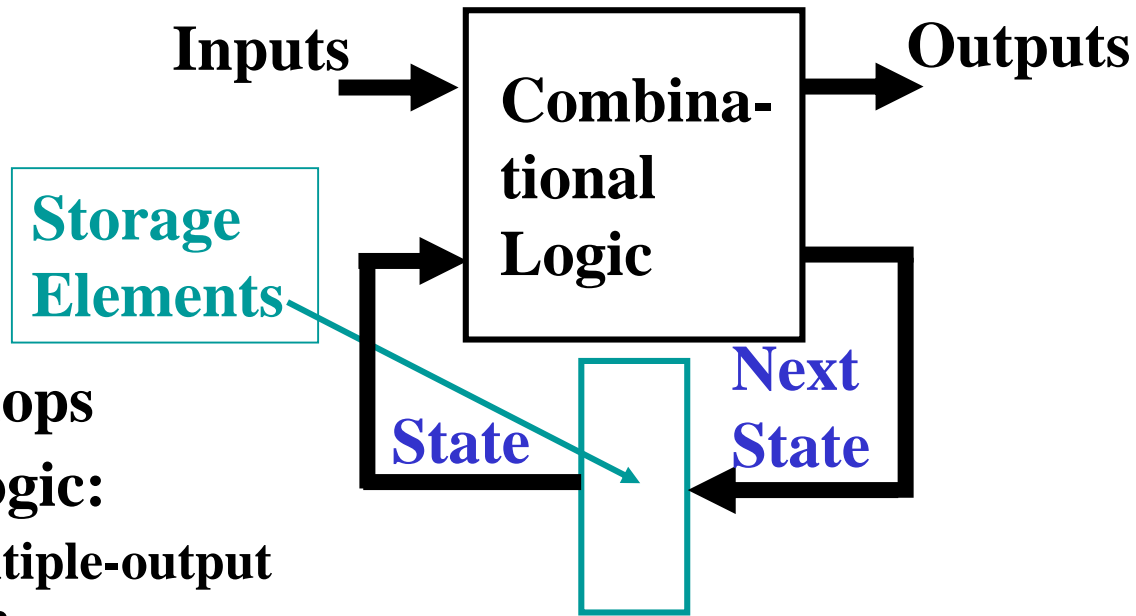 Inputs
Outputs
Combina-
tional
Logic
Storage
Elements
Next
State
State
ops
ogic:
tiple-output